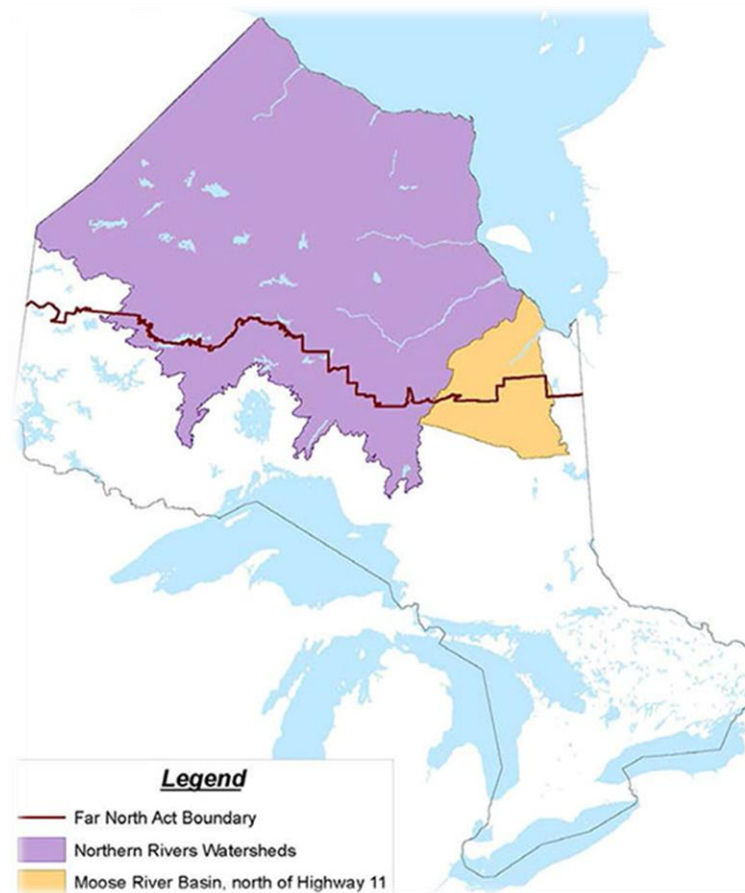 Legend
Far North Act Boundary
Northern Rivers Watersheds
Moose River Basin, north of Highway 11